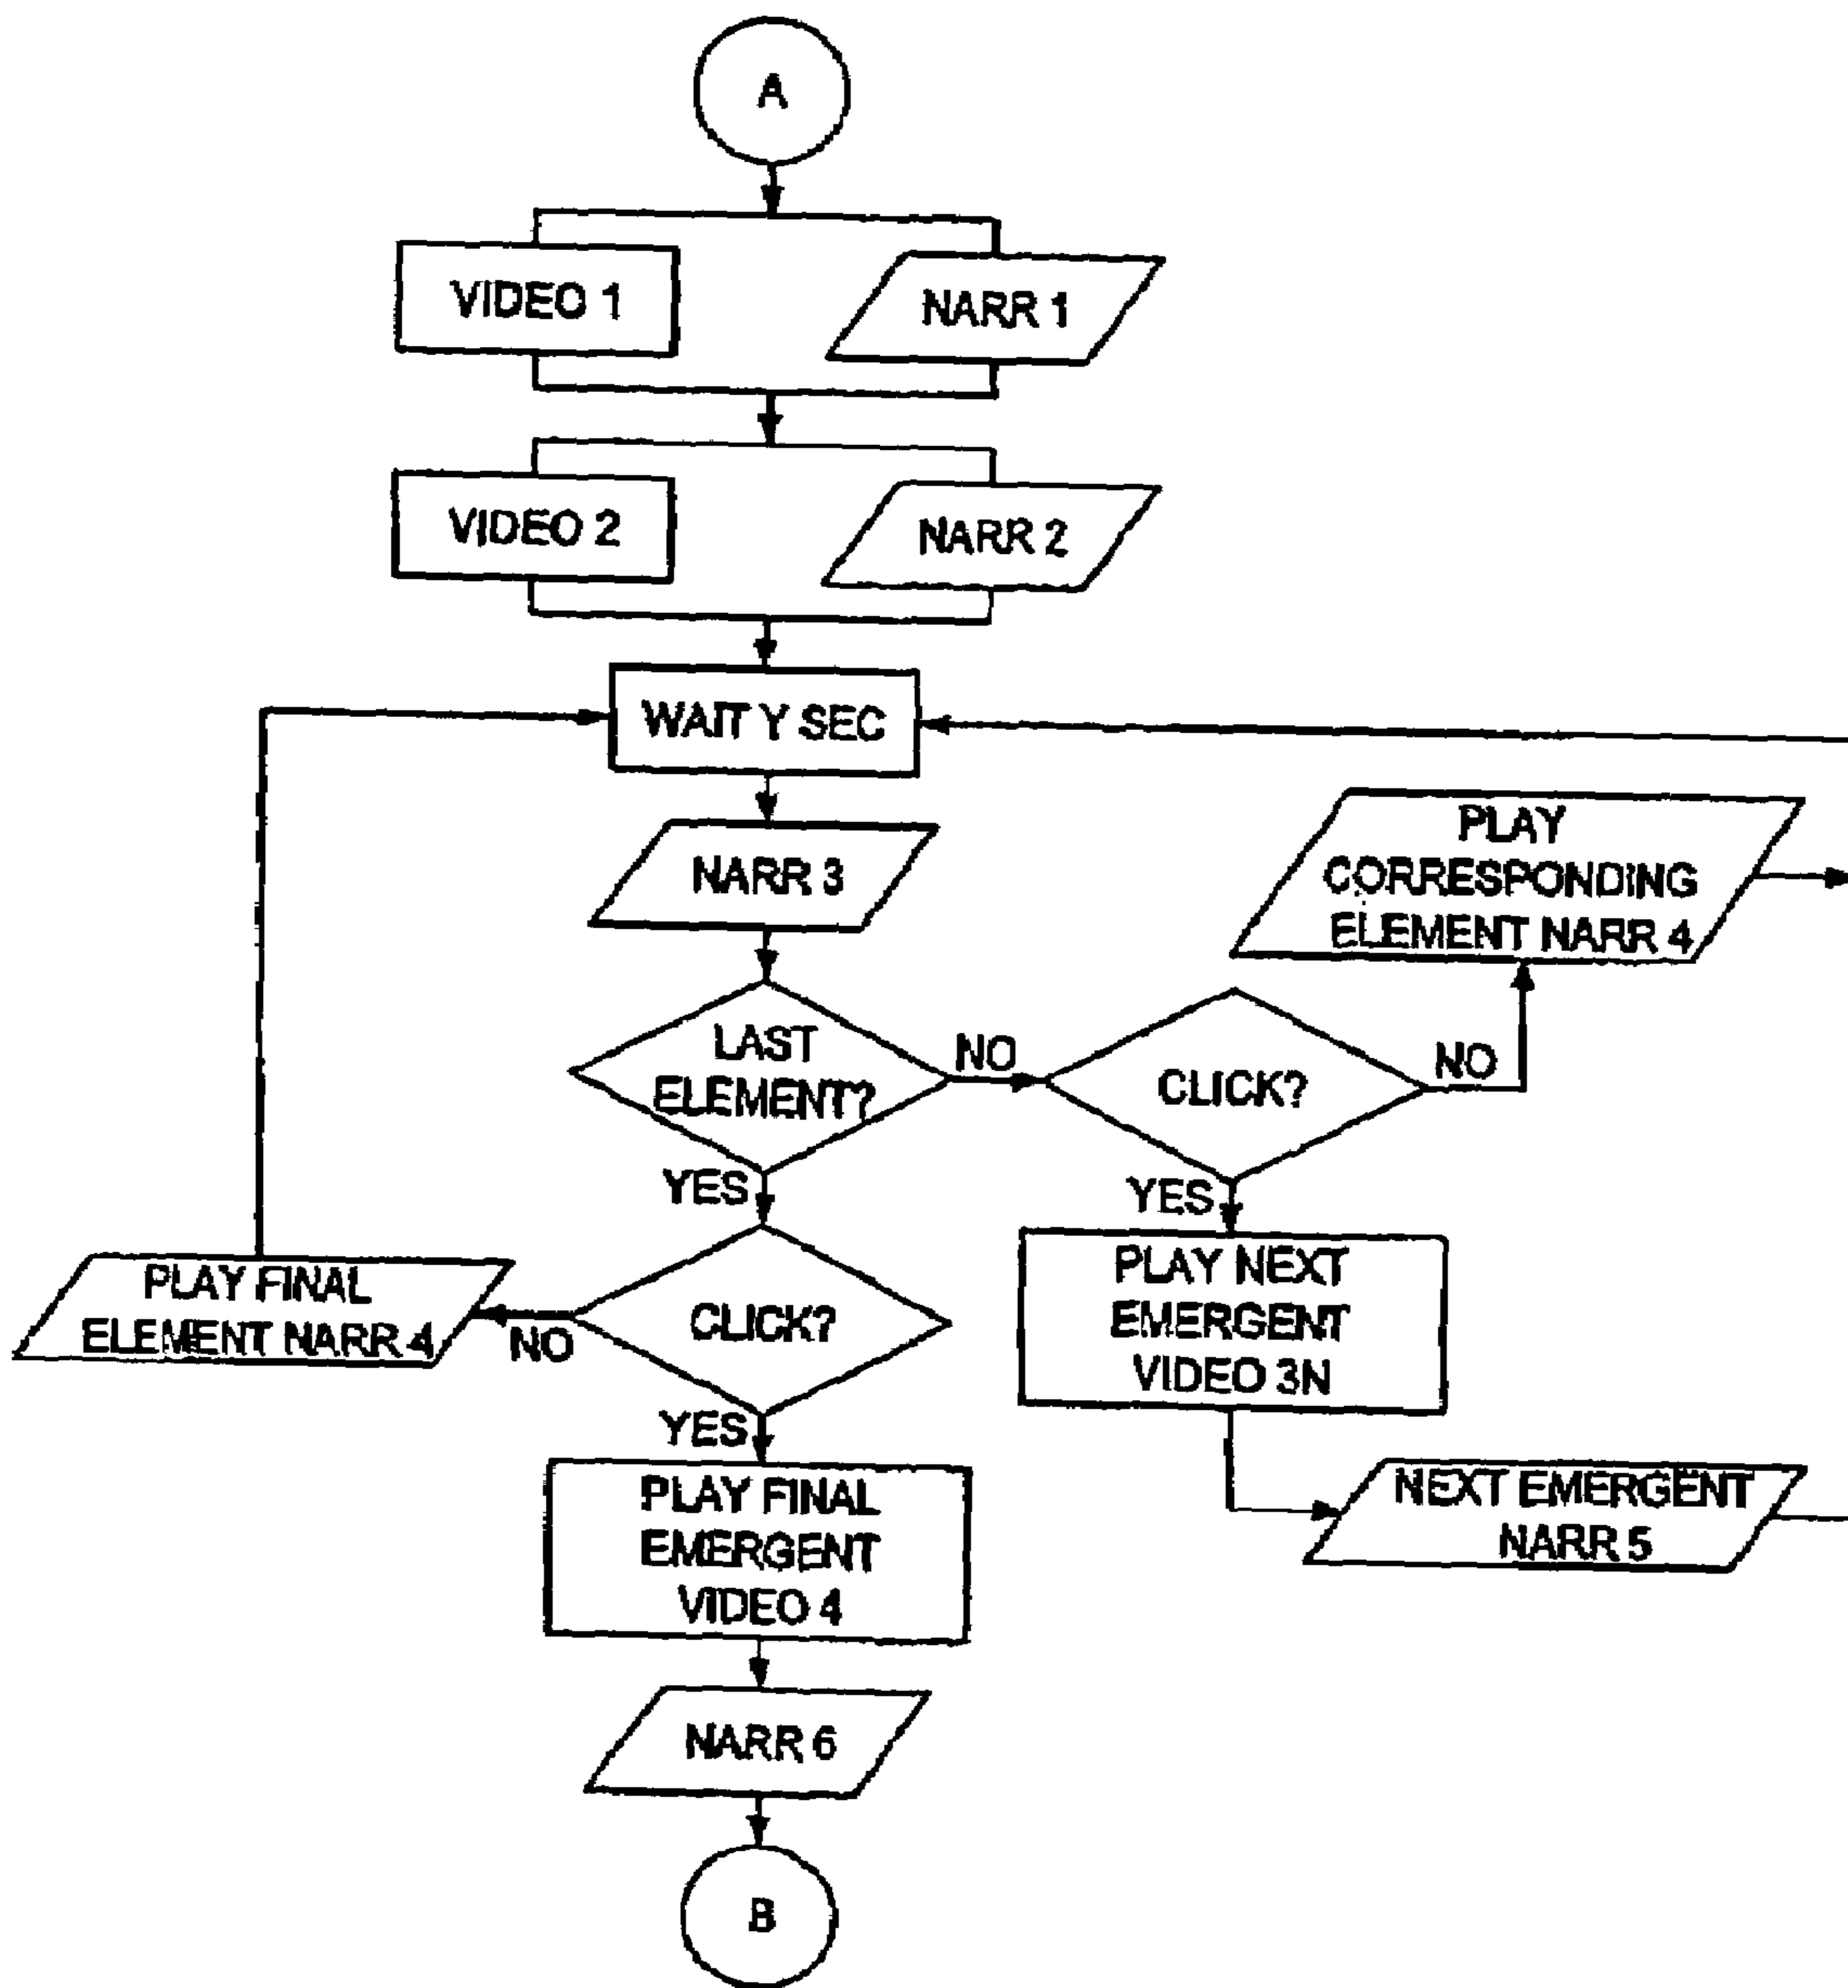 A
VIDEO 1
NARR 1
VIDEO 2
NARR 2
WAIT Y SEC
NARR 3
PLAY
CORRESPONDING
ELEMENT NARR 4
LAST
ELEMENT?
NO
CLICK?
NO
YES
YES
PLAY FINAL
ELEMENT NARR 4
NO
CLICK?
PLAY NEXT
EMERGENT
VIDEO 3N
YES
PLAY FINAL
EMERGENT
VIDEO 4
NEXT EMERGENT
NARR 5
NARR 6
B